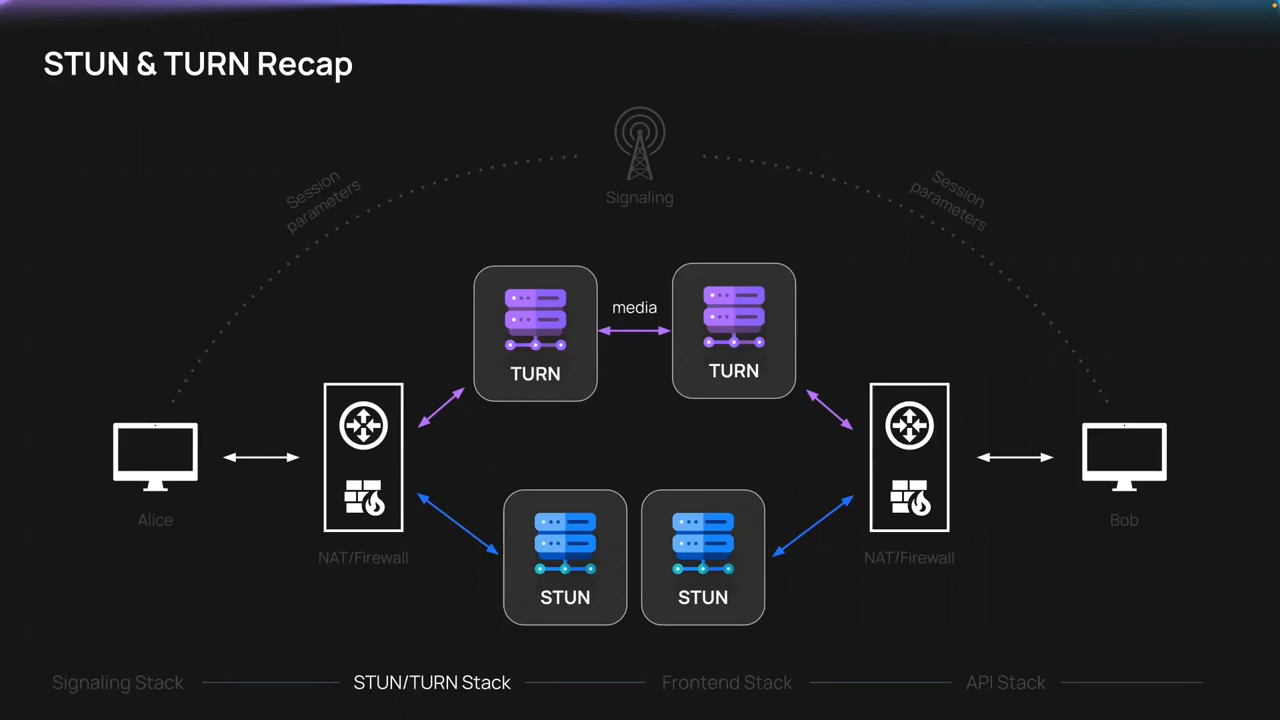 STUN & TURN Recap
Session
parameters
Signaling
Session
parameters
TURN
media
TURN
Alice
NAT/Firewall
STUN
STUN
NAT/Firewall
Bob
Signaling Stack
STUN/TURN Stack
Frontend Stack
API Stack